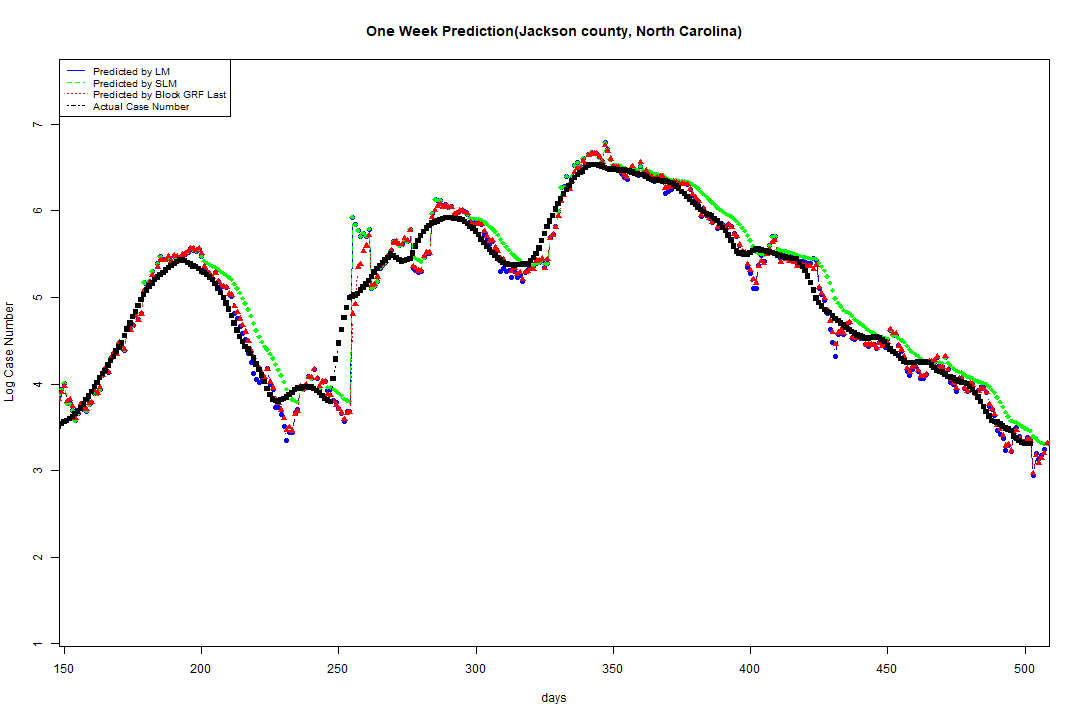 One Week Prediction(Jackson county, North Carolina)
Predicted by LM
Predicted by SLM
Predicted by Block GRF Last
Actual Case Number
Log Case Number
7
6
5
4
3
2
1
150 200 250 300 350 400 450 500
days